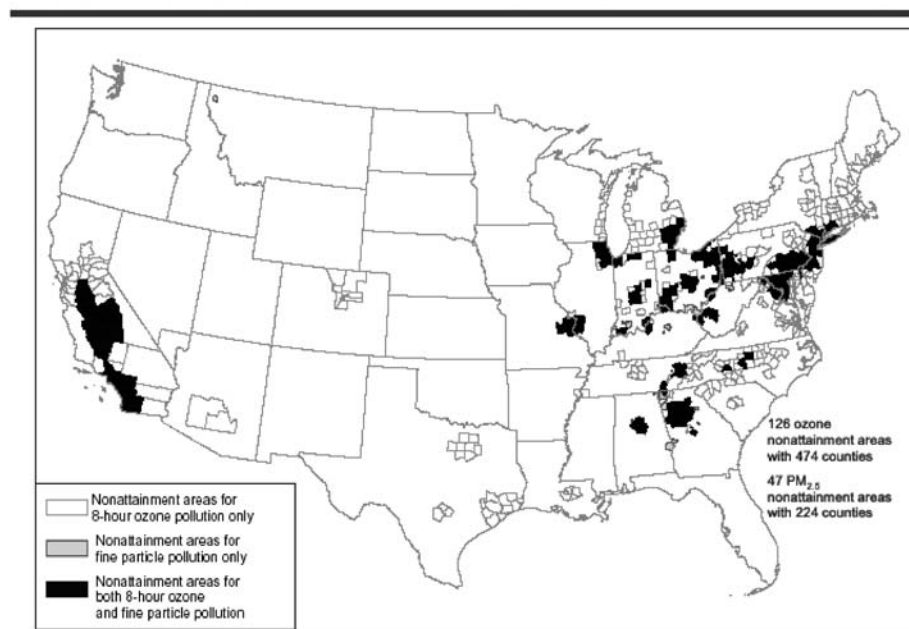 126 ozone
nonattainment areas
with 474 counties
47 PM2.5
nonattainment areas
with 224 counties
Nonattainment areas for
8-hour ozone pollution only
Nonattainment areas for
fine particle pollution only
Nonattainment areas for
both 8-hour ozone
and fine particle pollution